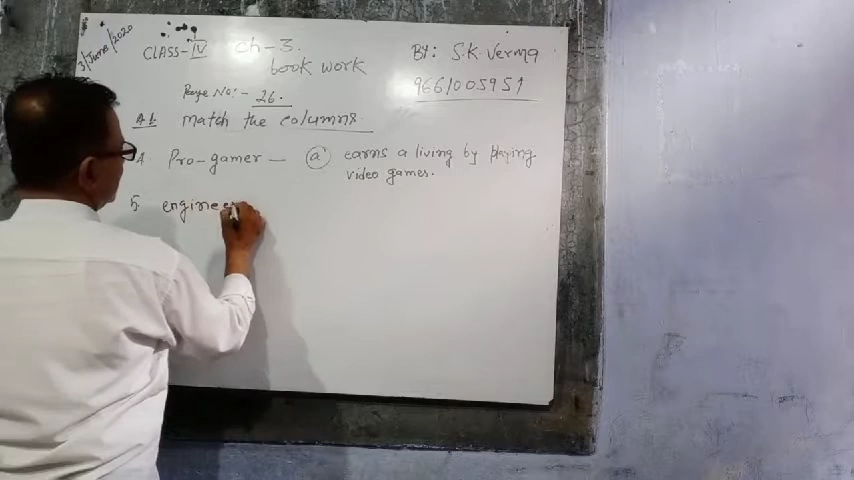 3/June/2020
CLASS-IV Ch-3. BY: S.K. Verma
book work 9661005951
Page No:- 26.
A1. Match the columns.
4. Pro-gamer — (a) earns a living by playing
video games.
5. engineer